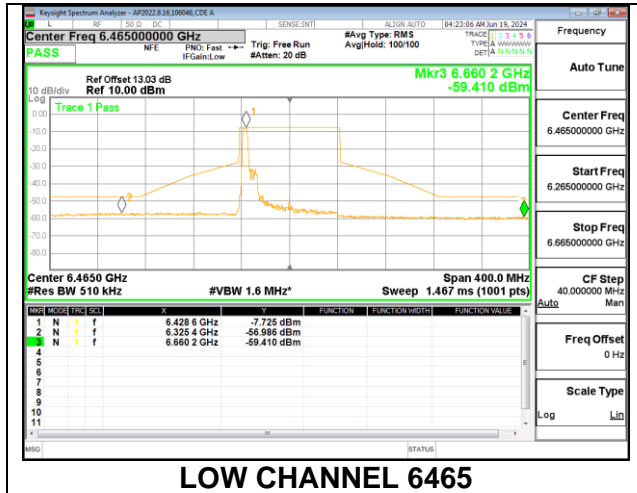 Keysight Spectrum Analyzer - AP2022.8.16,106046,CDE A
L RF 50 Ω DC SENSE:INT ALIGN AUTO 04:23:06 AM Jun 19, 2024
Center Freq 6.465000000 GHz #Avg Type: RMS TRACE 1 2 3 4 5 6
PASS NFE PNO: Fast Trig: Free Run Avg|Hold: 100/100 TYPE A WWWWW
IFGain:Low #Atten: 20 dB DET A N N N N N
Frequency
Auto Tune
Center Freq
6.465000000 GHz
Start Freq
6.265000000 GHz
Stop Freq
6.665000000 GHz
CF Step
40.000000 MHz
Auto Man
Freq Offset
0 Hz
Scale Type
Log Lin
Ref Offset 13.03 dB Mkr3 6.660 2 GHz
10 dB/div Ref 10.00 dBm -59.410 dBm
Log
Trace 1 Pass
1
2
3
0.00
-10.0
-20.0
-30.0
-40.0
-50.0
-60.0
-70.0
-80.0
Center 6.4650 GHz Span 400.0 MHz
#Res BW 510 kHz #VBW 1.6 MHz* Sweep 1.467 ms (1001 pts)
MKR MODE TRC SCL X Y FUNCTION FUNCTION WIDTH FUNCTION VALUE
1 N 1 f 6.428 6 GHz -7.725 dBm
2 N 1 f 6.325 4 GHz -56.986 dBm
3 N 1 f 6.660 2 GHz -59.410 dBm
4
5
6
7
8
9
10
11
MSG STATUS
LOW CHANNEL 6465